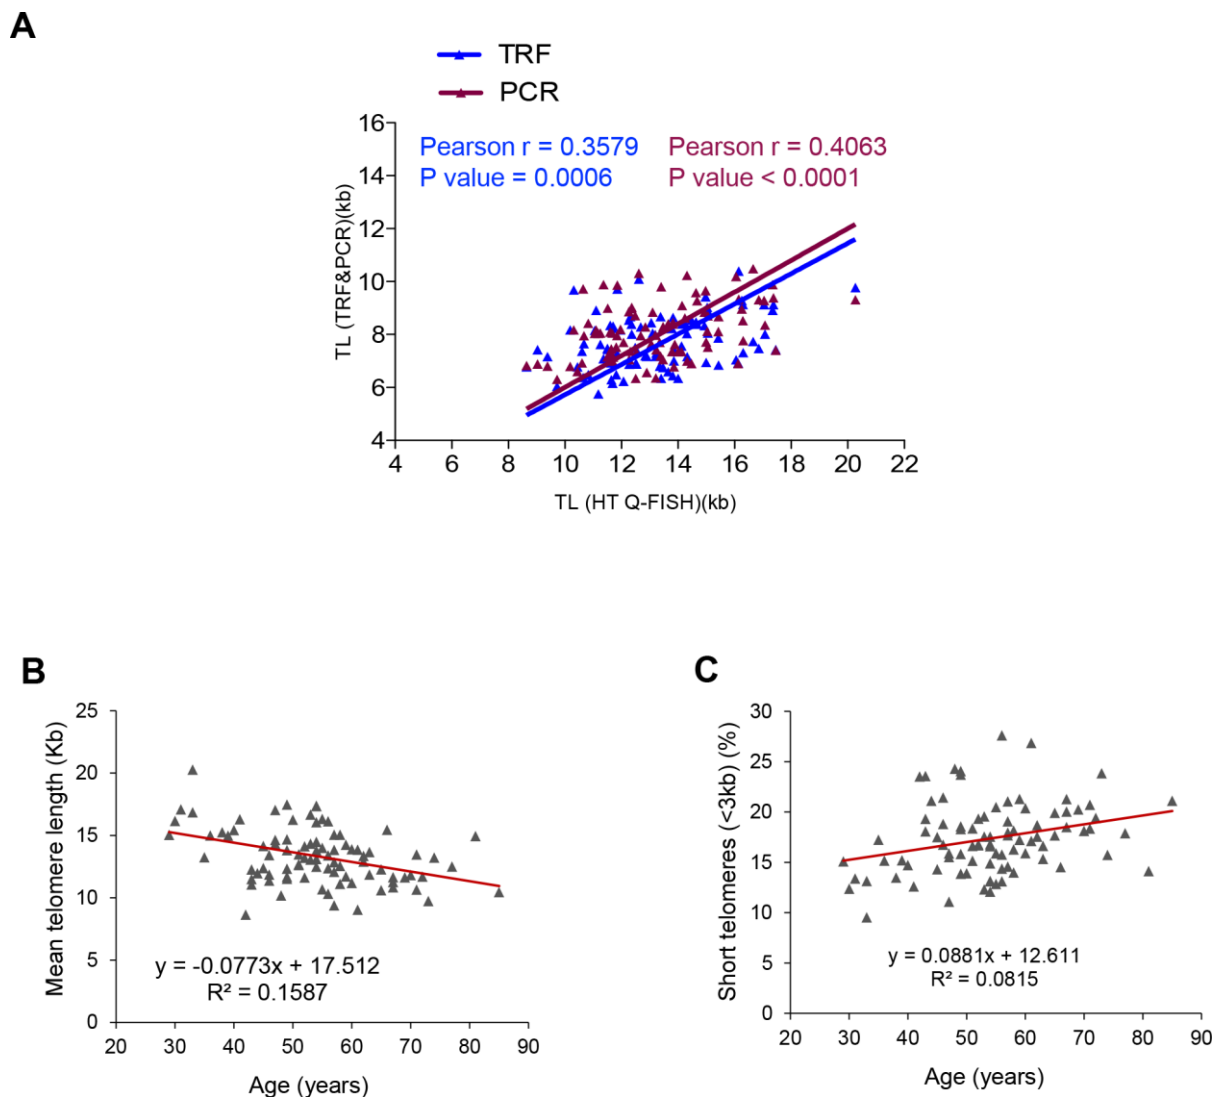 A
TRF
PCR
Pearson r = 0.3579
P value = 0.0006
Pearson r = 0.4063
P value < 0.0001
TL (TRF&PCR)(kb)
16
14
12
10
8
6
4
4 6 8 10 12 14 16 18 20 22
TL (HT Q-FISH)(kb)
B
Mean telomere length (Kb)
25
20
15
10
5
0
y = -0.0773x + 17.512
R² = 0.1587
20 30 40 50 60 70 80 90
Age (years)
C
Short telomeres (<3kb) (%)
30
25
20
15
10
5
0
y = 0.0881x + 12.611
R² = 0.0815
20 30 40 50 60 70 80 90
Age (years)